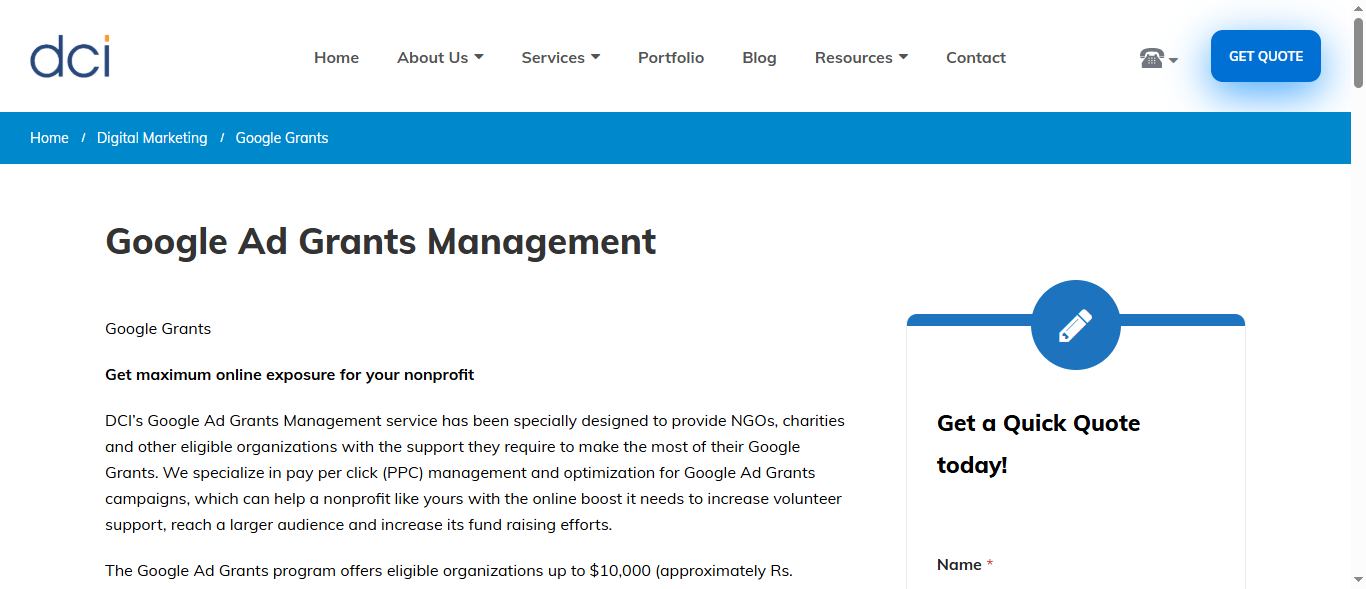 dci
Home About Us Services Portfolio Blog Resources Contact
GET QUOTE
Home / Digital Marketing / Google Grants
Google Ad Grants Management
Google Grants
Get maximum online exposure for your nonprofit
DCI’s Google Ad Grants Management service has been specially designed to provide NGOs, charities
and other eligible organizations with the support they require to make the most of their Google
Grants. We specialize in pay per click (PPC) management and optimization for Google Ad Grants
campaigns, which can help a nonprofit like yours with the online boost it needs to increase volunteer
support, reach a larger audience and increase its fund raising efforts.
The Google Ad Grants program offers eligible organizations up to $10,000 (approximately Rs.
Get a Quick Quote
today!
Name *